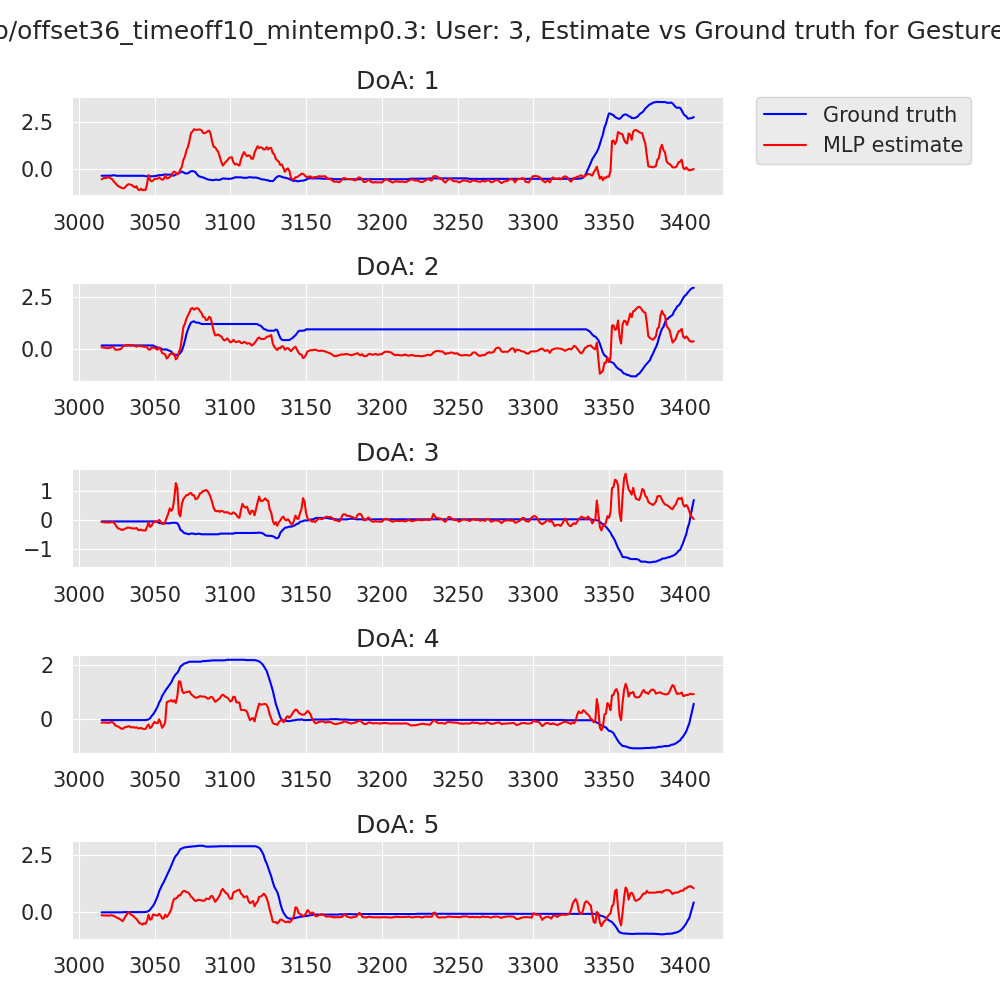 /offset36_timeoff10_mintemp0.3: User: 3, Estimate vs Ground truth for Gesture
DoA: 1
Ground truth
MLP estimate
2.5
0.0
3000 3050 3100 3150 3200 3250 3300 3350 3400
DoA: 2
2.5
0.0
3000 3050 3100 3150 3200 3250 3300 3350 3400
DoA: 3
1
0
−1
3000 3050 3100 3150 3200 3250 3300 3350 3400
DoA: 4
2
0
3000 3050 3100 3150 3200 3250 3300 3350 3400
DoA: 5
2.5
0.0
3000 3050 3100 3150 3200 3250 3300 3350 3400